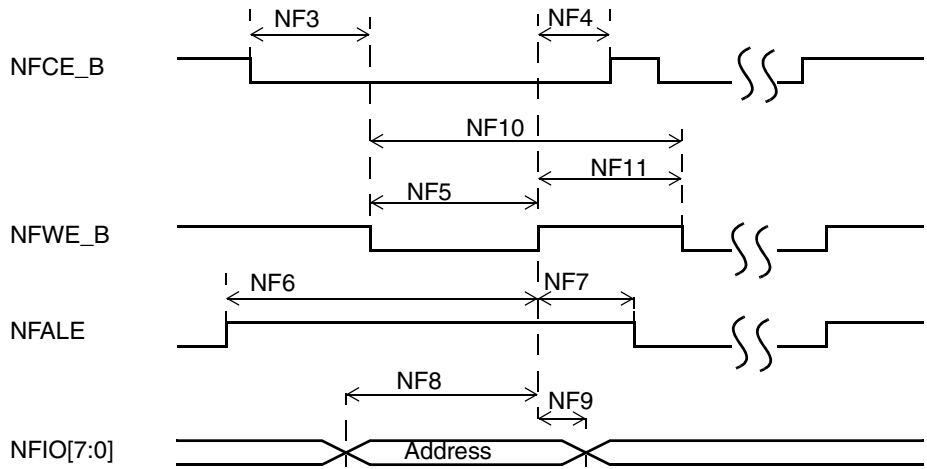 NF3
NF4
NFCE_B
NF10
NF11
NF5
NFWE_B
NF6
NF7
NFALE
NF8
NF9
NFIO[7:0]
Address